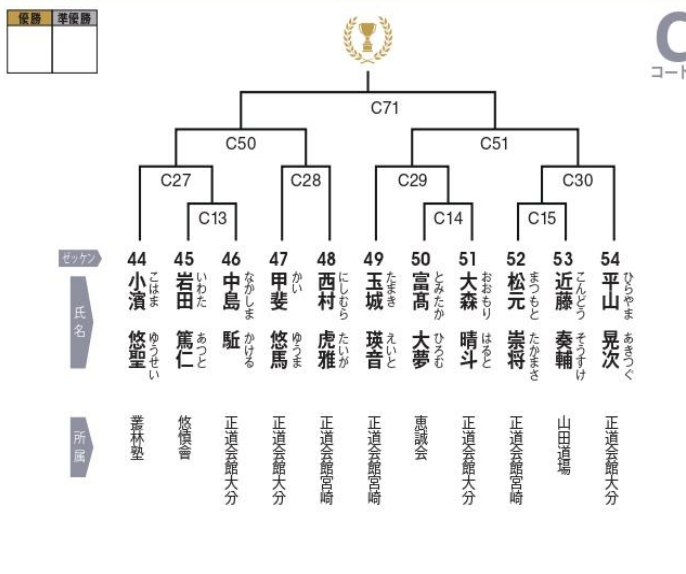 優勝 準優勝
C
コート
C71
C50 C51
C27 C28 C29 C30
C13 C14 C15
ゼッケン 44 45 46 47 48 49 50 51 52 53 54
氏名
小濱 悠聖 こはま ゆうせい
岩田 篤仁 いわた あつと
中島 駈 なかしま かける
甲斐 悠馬 かい ゆうま
西村 虎雅 にしむら たいが
玉城 瑛音 たまき えいと
富髙 大夢 とみたか ひろむ
大森 晴斗 おおもり はると
松元 崇将 まつもと たかまさ
近藤 奏輔 こんどう そうすけ
平山 晃次 ひらやま あきつぐ
所属
叢林塾
悠慎會
正道会館大分
正道会館大分
正道会館宮崎
正道会館宮崎
恵誠会
正道会館大分
正道会館宮崎
山田道場
正道会館大分